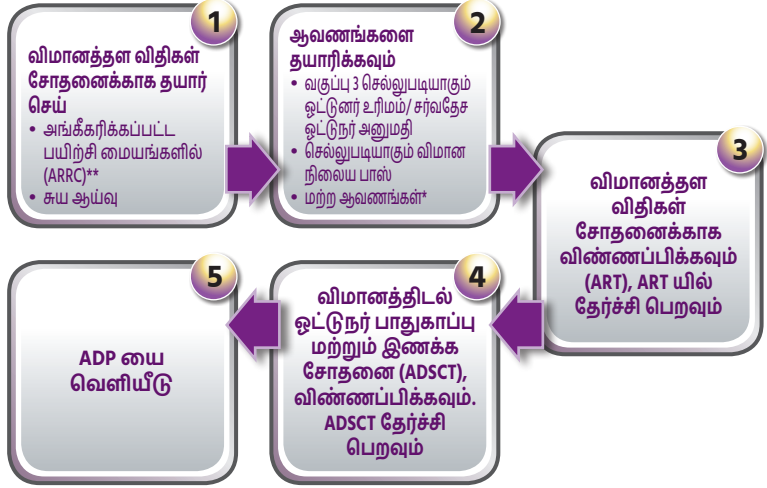 1
விமானத்தள விதிகள்
சோதனைக்காக தயார்
செய்
• அங்கீகரிக்கப்பட்ட
பயிற்சி மையங்களில்
(ARRC)**
• சுய ஆய்வு
2
ஆவணங்களை
தயாரிக்கவும்
• வகுப்பு 3 செல்லுபடியாகும்
ஓட்டுனர் உரிமம்/ சர்வதேச
ஓட்டுநர் அனுமதி
• செல்லுபடியாகும் விமான
நிலைய பாஸ்
• மற்ற ஆவணங்கள்*
3
விமானத்தள
விதிகள்
சோதனைக்காக
விண்ணப்பிக்கவும்
(ART), ART யில்
தேர்ச்சி பெறவும்
4
விமானத்திடல்
ஓட்டுநர் பாதுகாப்பு
மற்றும் இணக்க
சோதனை (ADSCT),
விண்ணப்பிக்கவும்.
ADSCT தேர்ச்சி
பெறவும்
5
ADP யை
வெளியீடு